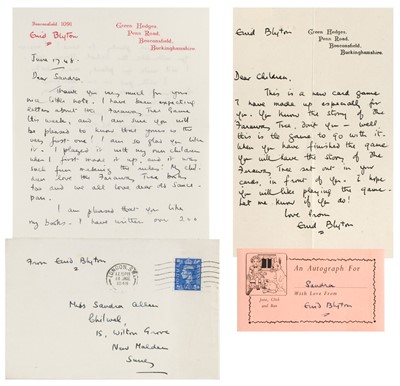 Beaconsfield 1091
Green Hedges,
Penn Road,
Beaconsfield,
Buckinghamshire
Enid Blyton
June 17.48.
Dear Sandra
Thank you very much for your
nice little note. I have been expecting
letters about the Faraway Tree Game
this week, and I am sure you will
be pleased to know that yours is the
very first one! I am so glad you like
it. I played it with my own children
when I first made it up, and it was
such fun making the rules! My chil-
dren love the Faraway Tree books
too and we all love dear old Sauce-
pan.
I am pleased that you like
my books. I have written over 200
Enid Blyton
Green Hedges,
Penn Road,
Beaconsfield,
Buckinghamshire
Dear Children,
This is a new card game
I have made up especially for
you. You know the story of the
Faraway Tree, don't you – well
this is the game to go with it.
When you have finished the game
you will have the story of the
Faraway Tree set out in your
cards, in front of you. I hope
you will like playing the game.
Let me know if you do!
Love from
Enid Blyton
From Enid Blyton
LONDON. S.W.
1948
Miss Sandra Allan
15, Wilton Grove
New Malden
Surrey
An Autograph For
Sandra
With Love From
Enid Blyton